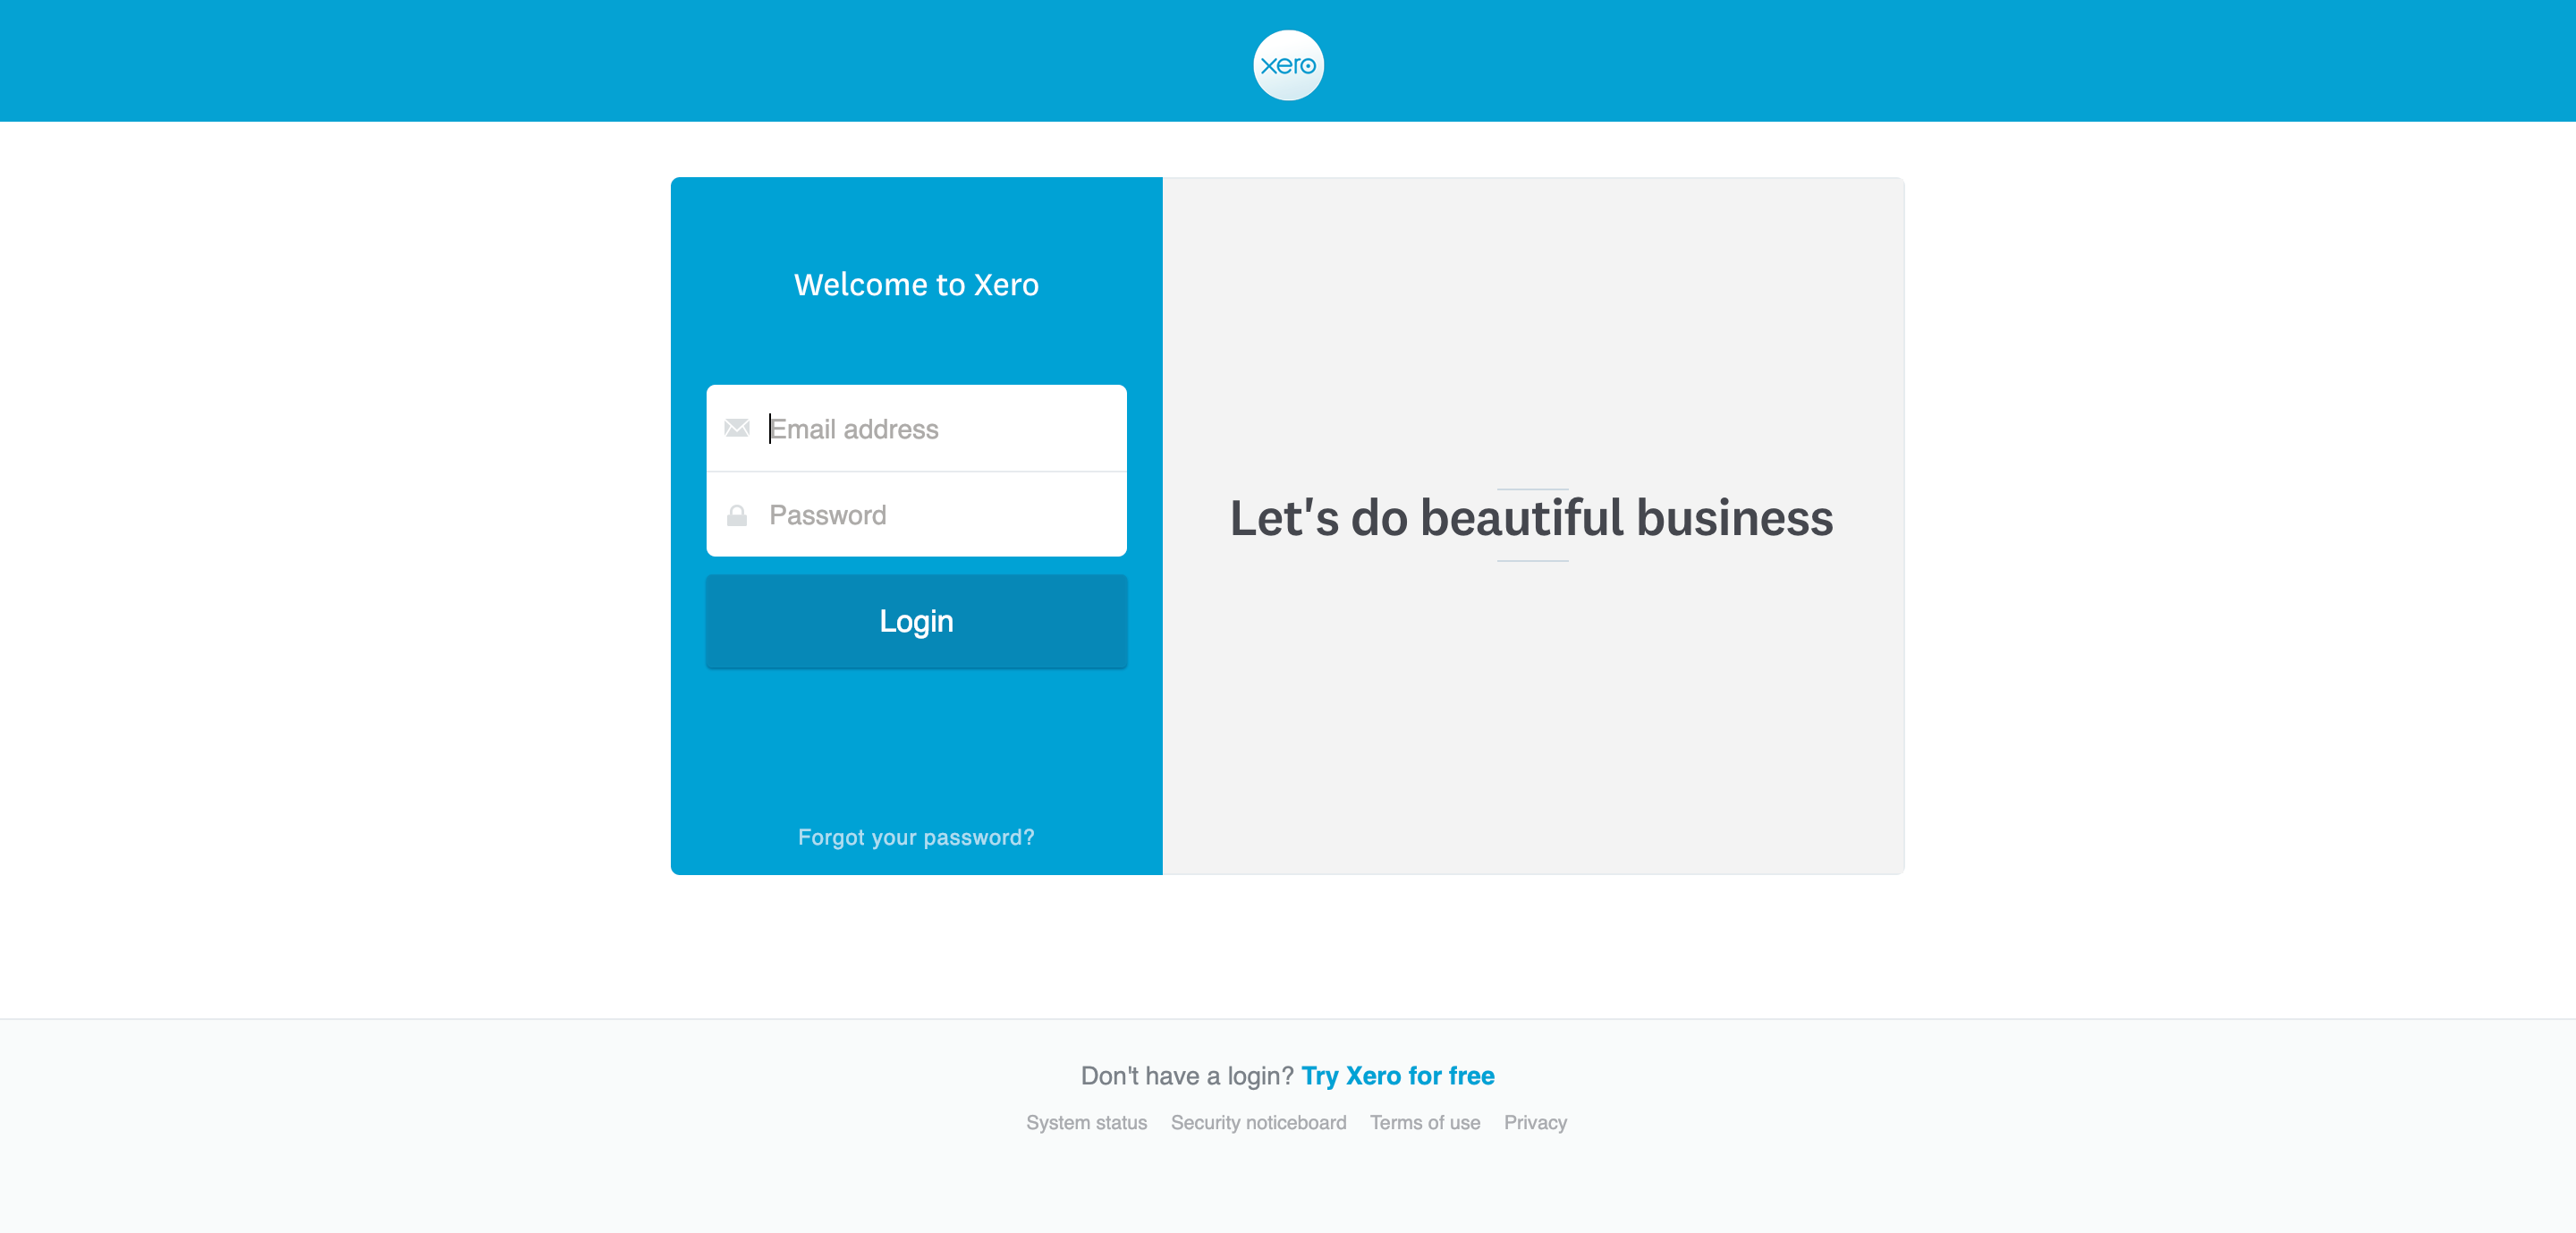 xero
Welcome to Xero
Email address
Password
Login
Forgot your password?
Let's do beautiful business
Don't have a login? Try Xero for free
System status Security noticeboard Terms of use Privacy